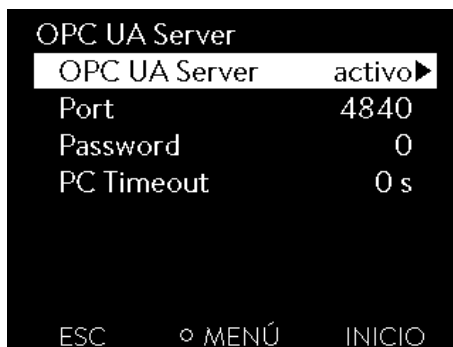 OPC UA Server
OPC UA Server activo
Port 4840
Password 0
PC Timeout 0 s
ESC MENÚ INICIO